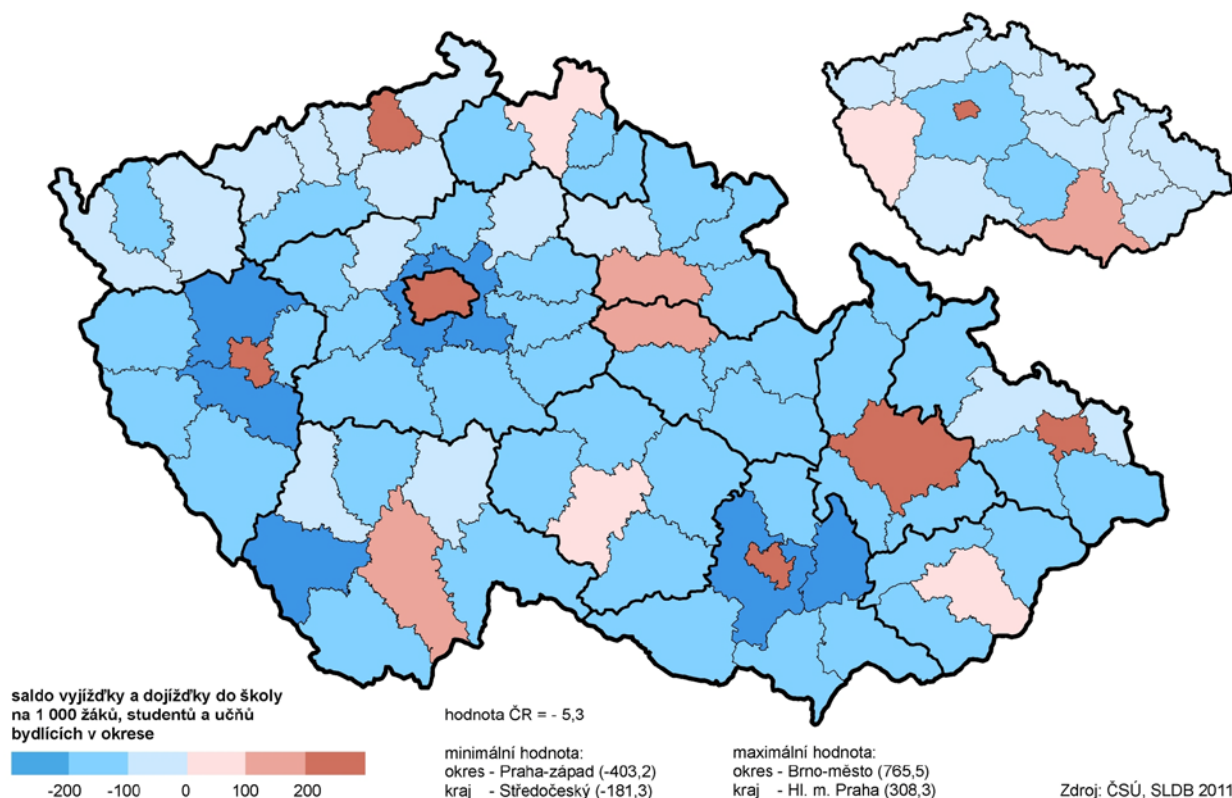 saldo vyjížďky a dojížďky do školy
na 1 000 žáků, studentů a učňů
bydlících v okrese
-200 -100 0 100 200
hodnota ČR = - 5,3
minimální hodnota:
okres - Praha-západ (-403,2)
kraj - Středočeský (-181,3)
maximální hodnota:
okres - Brno-město (765,5)
kraj - Hl. m. Praha (308,3)
Zdroj: ČSÚ, SLDB 2011